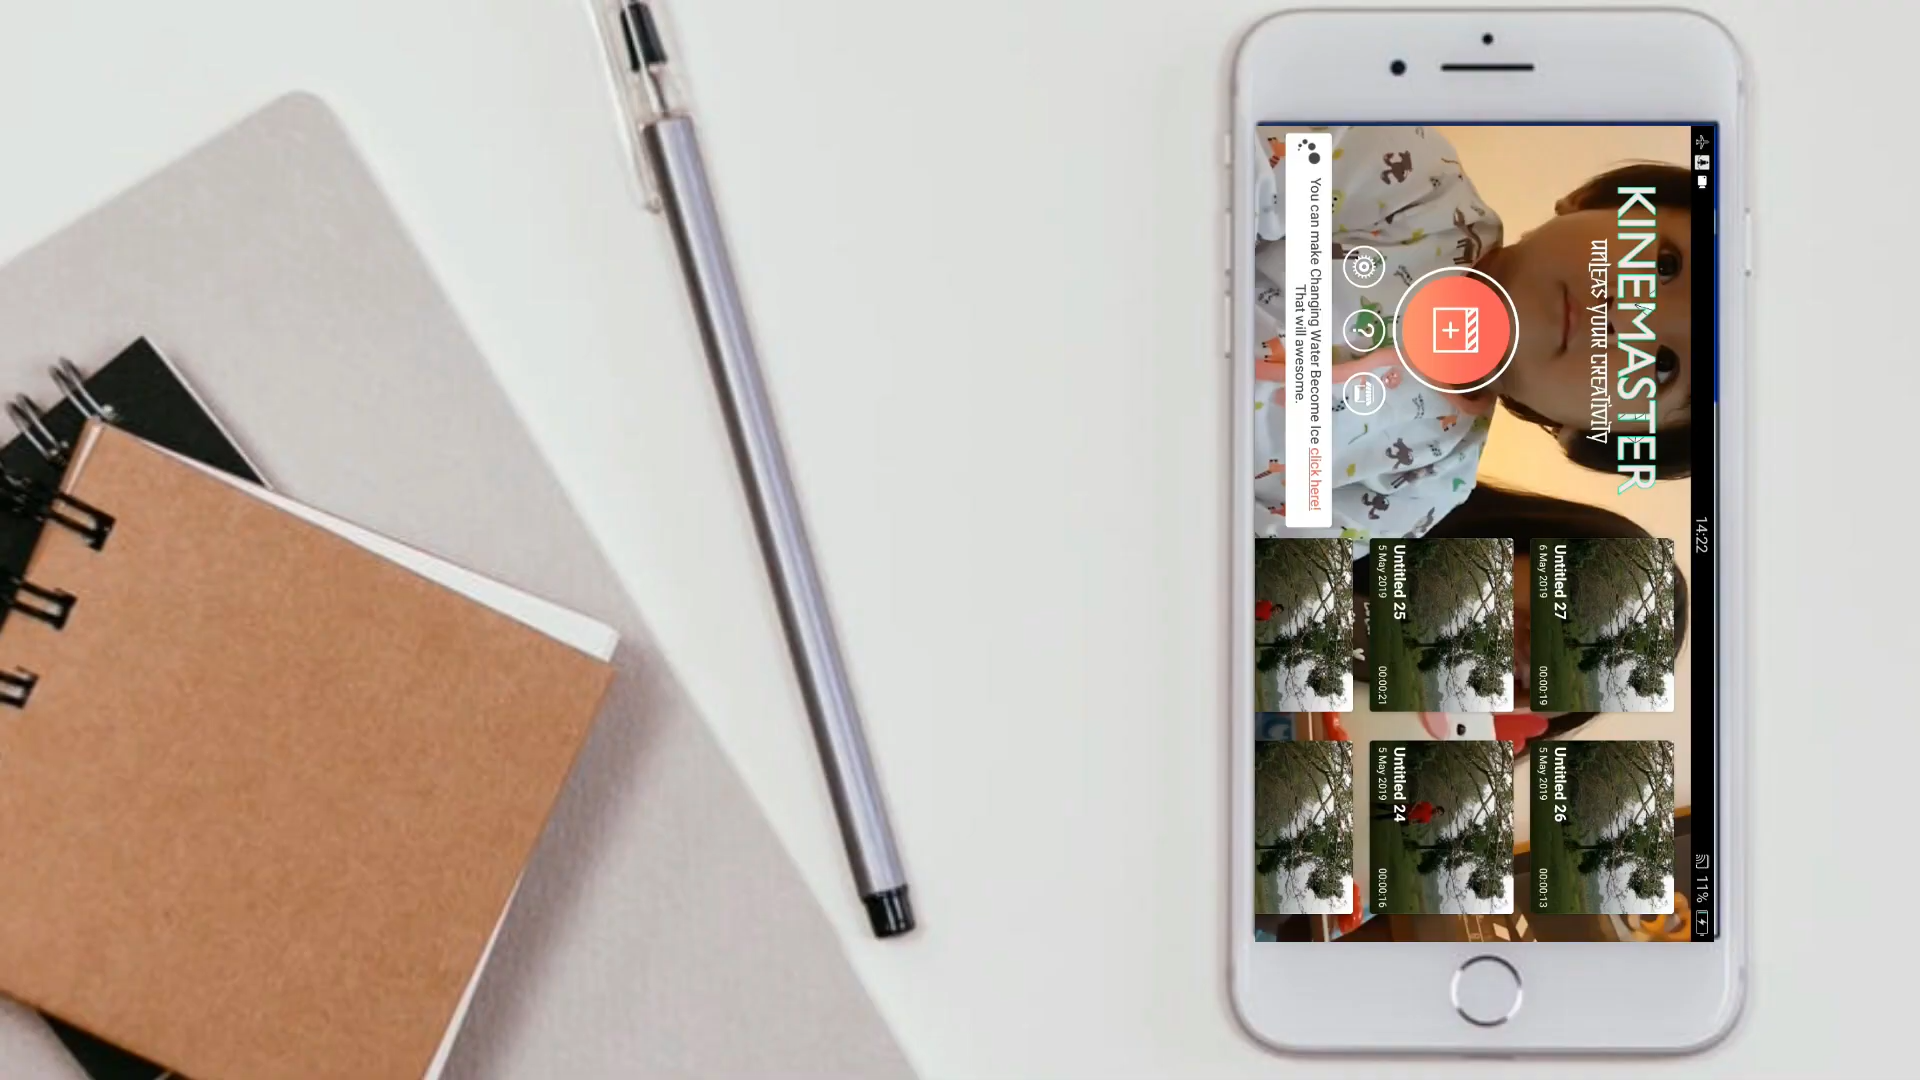 14:22
11%
KINEMASTER
unleas your creativity
You can make Changing Water Become Ice click here!
That will awesome.
Untitled 27
6 May 2019
00:00:19
Untitled 26
5 May 2019
00:00:13
Untitled 25
5 May 2019
00:00:21
Untitled 24
5 May 2019
00:00:16